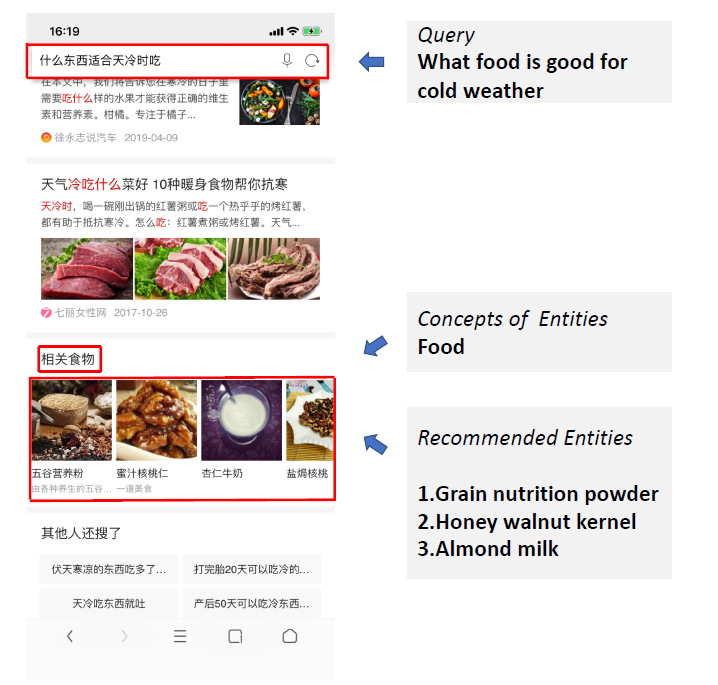 16:19
什么东西适合天冷时吃
在本文中，我们将告诉您在寒冷的日子里
需要吃什么样的水果才能获得正确的维生
素和营养素。柑橘。专注于橘子...
徐永志说汽车 2019-04-09
天气冷吃什么菜好 10种暖身食物帮你抗寒
天冷时，喝一碗刚出锅的红薯粥或吃一个热乎乎的烤红薯，
都有助于抵抗寒冷。怎么吃：红薯煮粥或烤红薯。天气...
七丽女性网 2017-10-26
相关食物
五谷营养粉 蜜汁核桃仁 杏仁牛奶 盐焗核桃
由各种养生的五谷... 一道美食
其他人还搜了
伏天寒凉的东西吃多了... 打完胎20天可以吃冷的...
天冷吃东西就吐 产后50天可以吃冷东西...
Query
What food is good for
cold weather
Concepts of Entities
Food
Recommended Entities
1.Grain nutrition powder
2.Honey walnut kernel
3.Almond milk